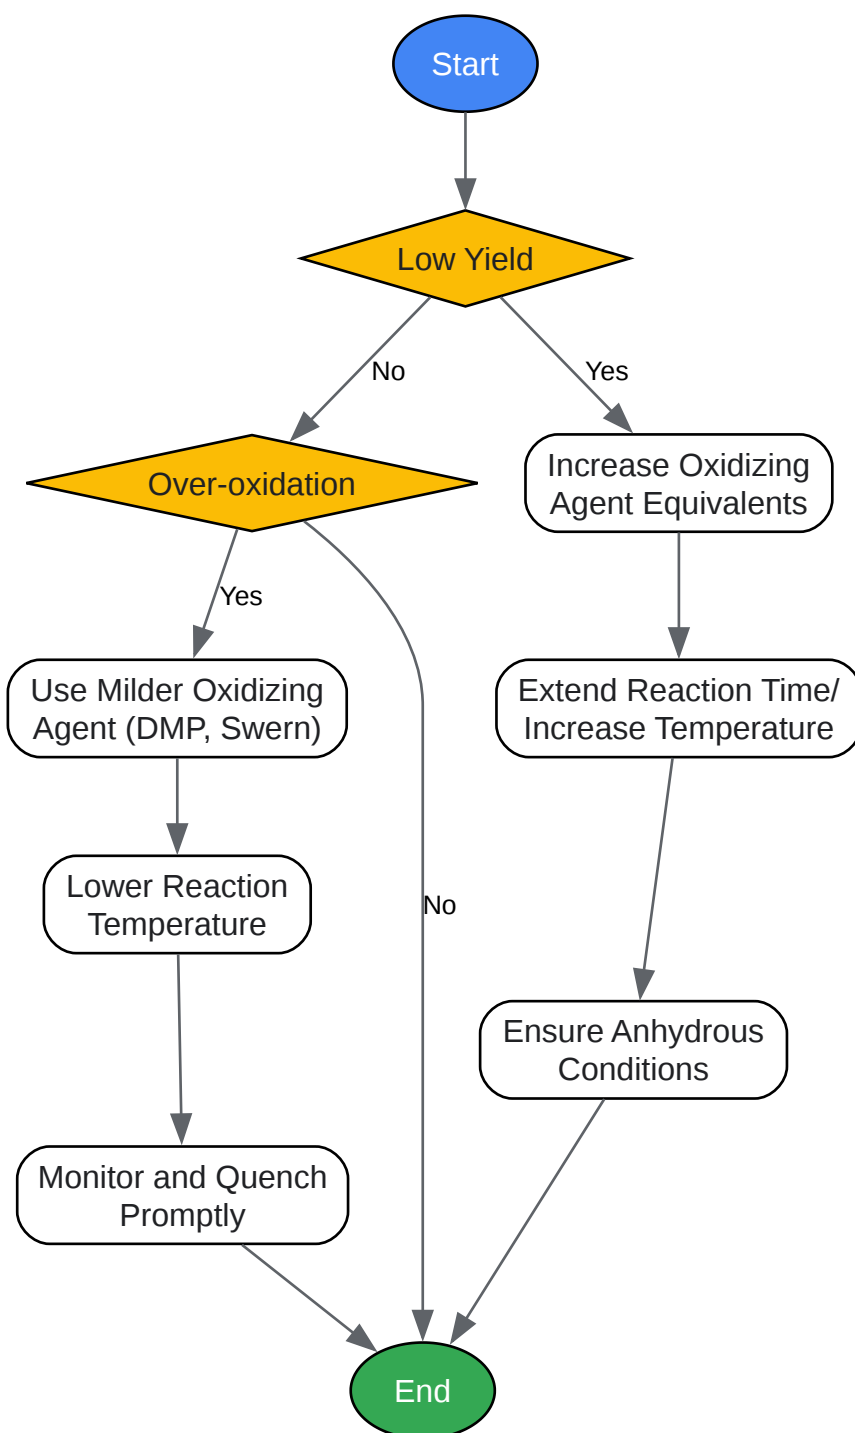 Start
Low Yield
No
Yes
Over-oxidation
Increase Oxidizing
Agent Equivalents
Yes
Use Milder Oxidizing
Agent (DMP, Swern)
Extend Reaction Time/
Increase Temperature
Lower Reaction
Temperature
No
Ensure Anhydrous
Conditions
Monitor and Quench
Promptly
End